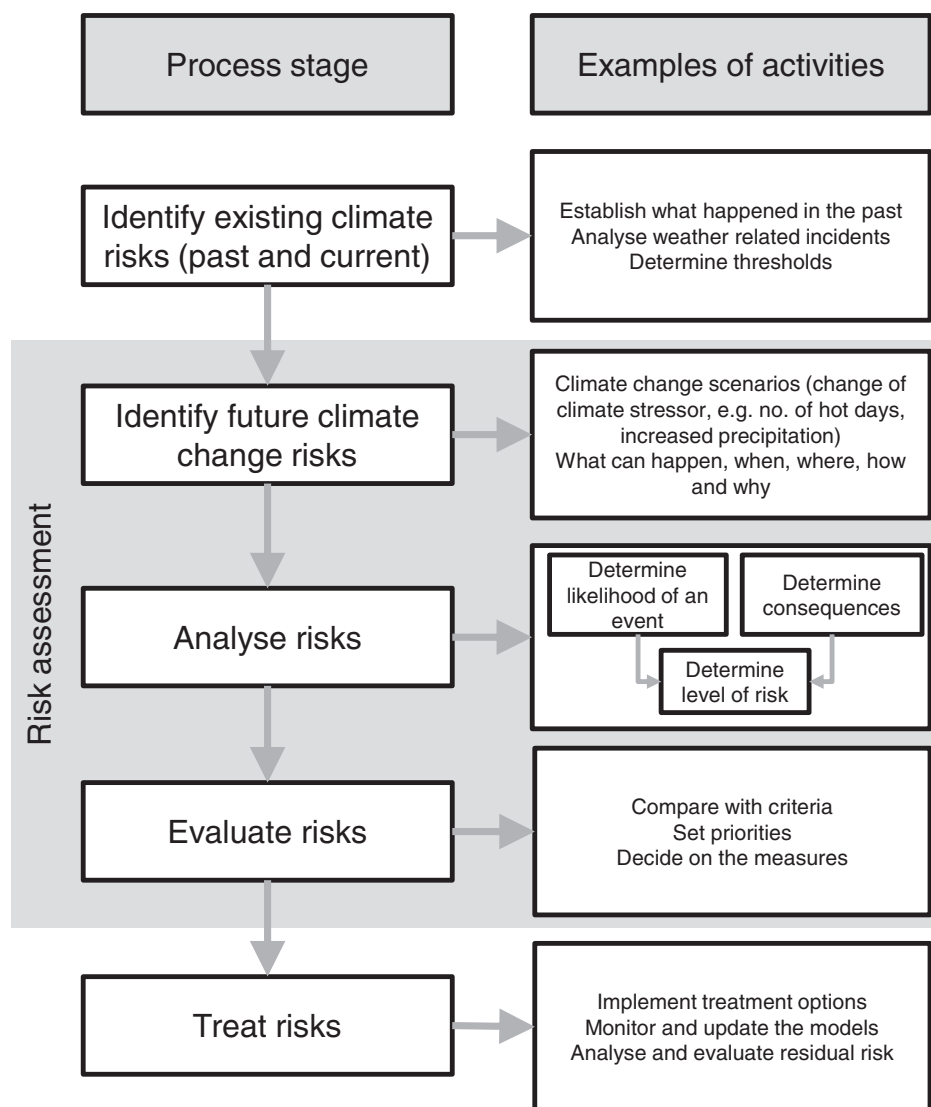 Process stage
Examples of activities
Identify existing climate
risks (past and current)
Establish what happened in the past
Analyse weather related incidents
Determine thresholds
Risk assessment
Identify future climate
change risks
Climate change scenarios (change of
climate stressor, e.g. no. of hot days,
increased precipitation)
What can happen, when, where, how
and why
Analyse risks
Determine
likelihood of an
event
Determine
consequences
Determine
level of risk
Evaluate risks
Compare with criteria
Set priorities
Decide on the measures
Treat risks
Implement treatment options
Monitor and update the models
Analyse and evaluate residual risk